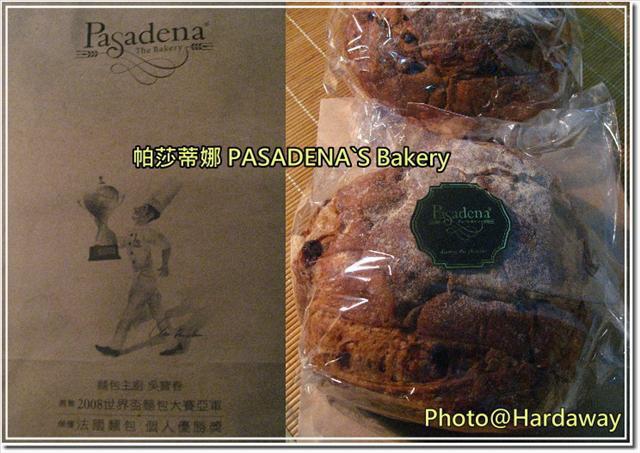 Pasadena
The Bakery
帕莎蒂娜 PASADENA`S Bakery
Pasadena
麵包主廚 吳寶春
2008世界盃麵包大賽亞軍
榮獲 法國麵包 個人優勝獎
Photo@Hardaway